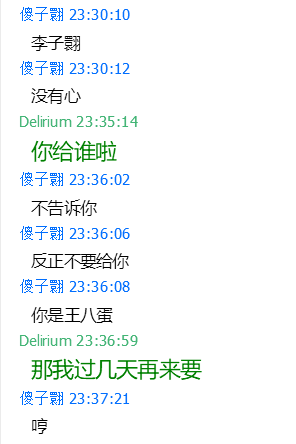 傻子翾 23:30:10
李子翾
傻子翾 23:30:12
没有心
Delirium 23:35:14
你给谁啦
傻子翾 23:36:02
不告诉你
傻子翾 23:36:06
反正不要给你
傻子翾 23:36:08
你是王八蛋
Delirium 23:36:59
那我过几天再来要
傻子翾 23:37:21
哼